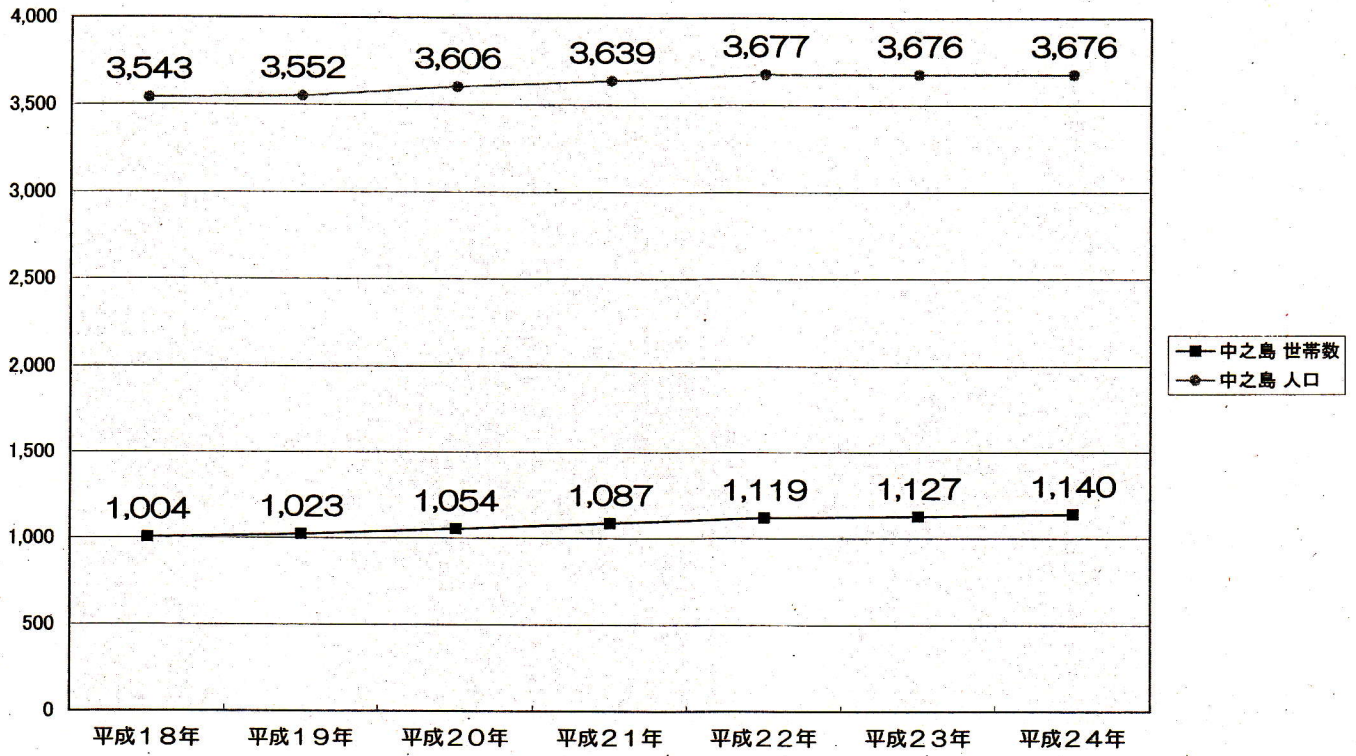 4,000
3,500
3,000
2,500
2,000
1,500
1,000
500
0
3,543 3,552 3,606 3,639 3,677 3,676 3,676
1,004 1,023 1,054 1,087 1,119 1,127 1,140
平成18年 平成19年 平成20年 平成21年 平成22年 平成23年 平成24年
中之島 世帯数
中之島 人口